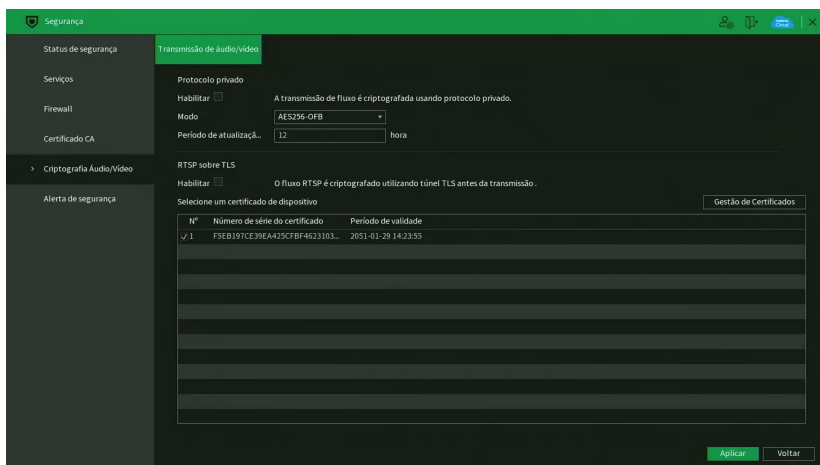 Segurança
Status de segurança
Serviços
Firewall
Certificado CA
> Criptografia Áudio/Vídeo
Alerta de segurança
Transmissão de áudio/vídeo
Protocolo privado
Habilitar A transmissão de fluxo é criptografada usando protocolo privado.
Modo AES256-OFB
Período de atualizaçã... 12 hora
RTSP sobre TLS
Habilitar O fluxo RTSP é criptografado utilizando túnel TLS antes da transmissão .
Selecione um certificado de dispositivo Gestão de Certificados
Nº Número de série do certificado Período de validade
1 F5EB197CE39EA425CFBF4623103... 2051-01-29 14:23:55
Aplicar Voltar